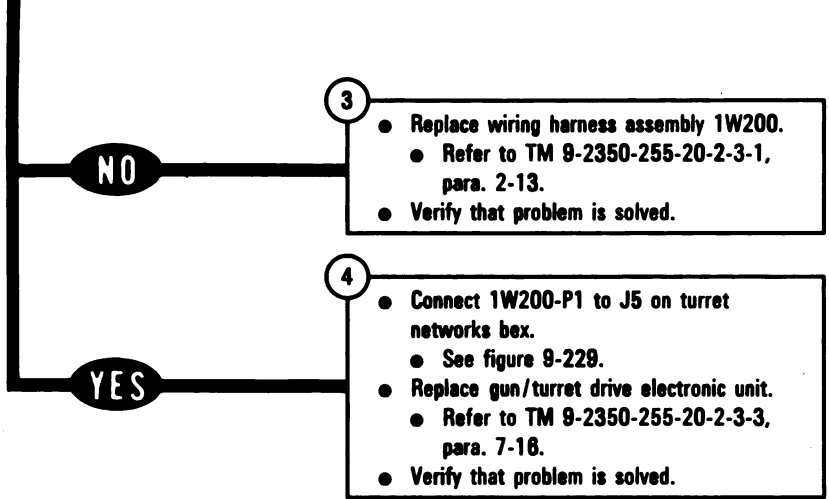 3
● Replace wiring harness assembly 1W200.
● Refer to TM 9-2350-255-20-2-3-1,
para. 2-13.
● Verify that problem is solved.
NO
4
● Connect 1W200-P1 to J5 on turret
networks bex.
● See figure 9-229.
● Replace gun/turret drive electronic unit.
● Refer to TM 9-2350-255-20-2-3-3,
para. 7-16.
● Verify that problem is solved.
YES